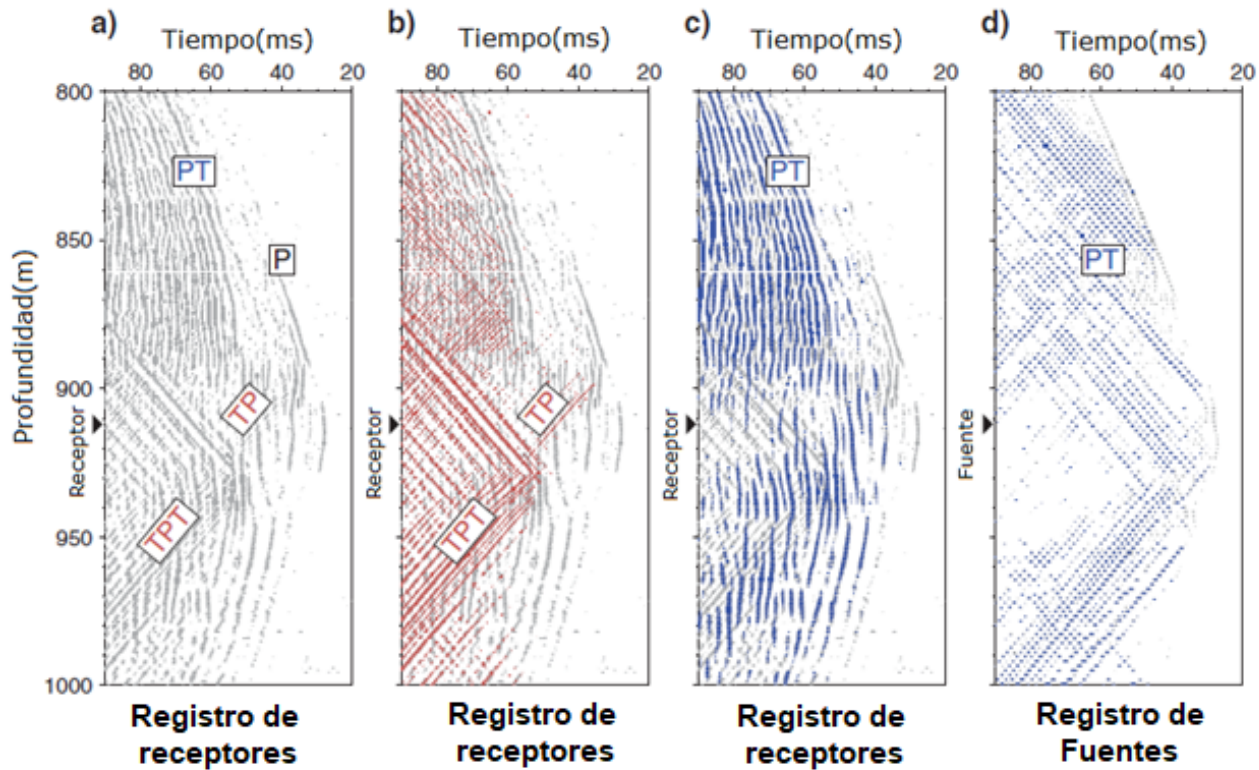 a)
Tiempo(ms)
80 60 40 20
b)
Tiempo(ms)
80 60 40 20
c)
Tiempo(ms)
80 60 40 20
d)
Tiempo(ms)
80 60 40 20
Profundidad(m)
800
850
900
950
1000
PT
P
TP
TPT
Receptor
Registro de
receptores
TP
TPT
Receptor
Registro de
receptores
PT
Receptor
Registro de
receptores
PT
Fuente
Registro de
Fuentes